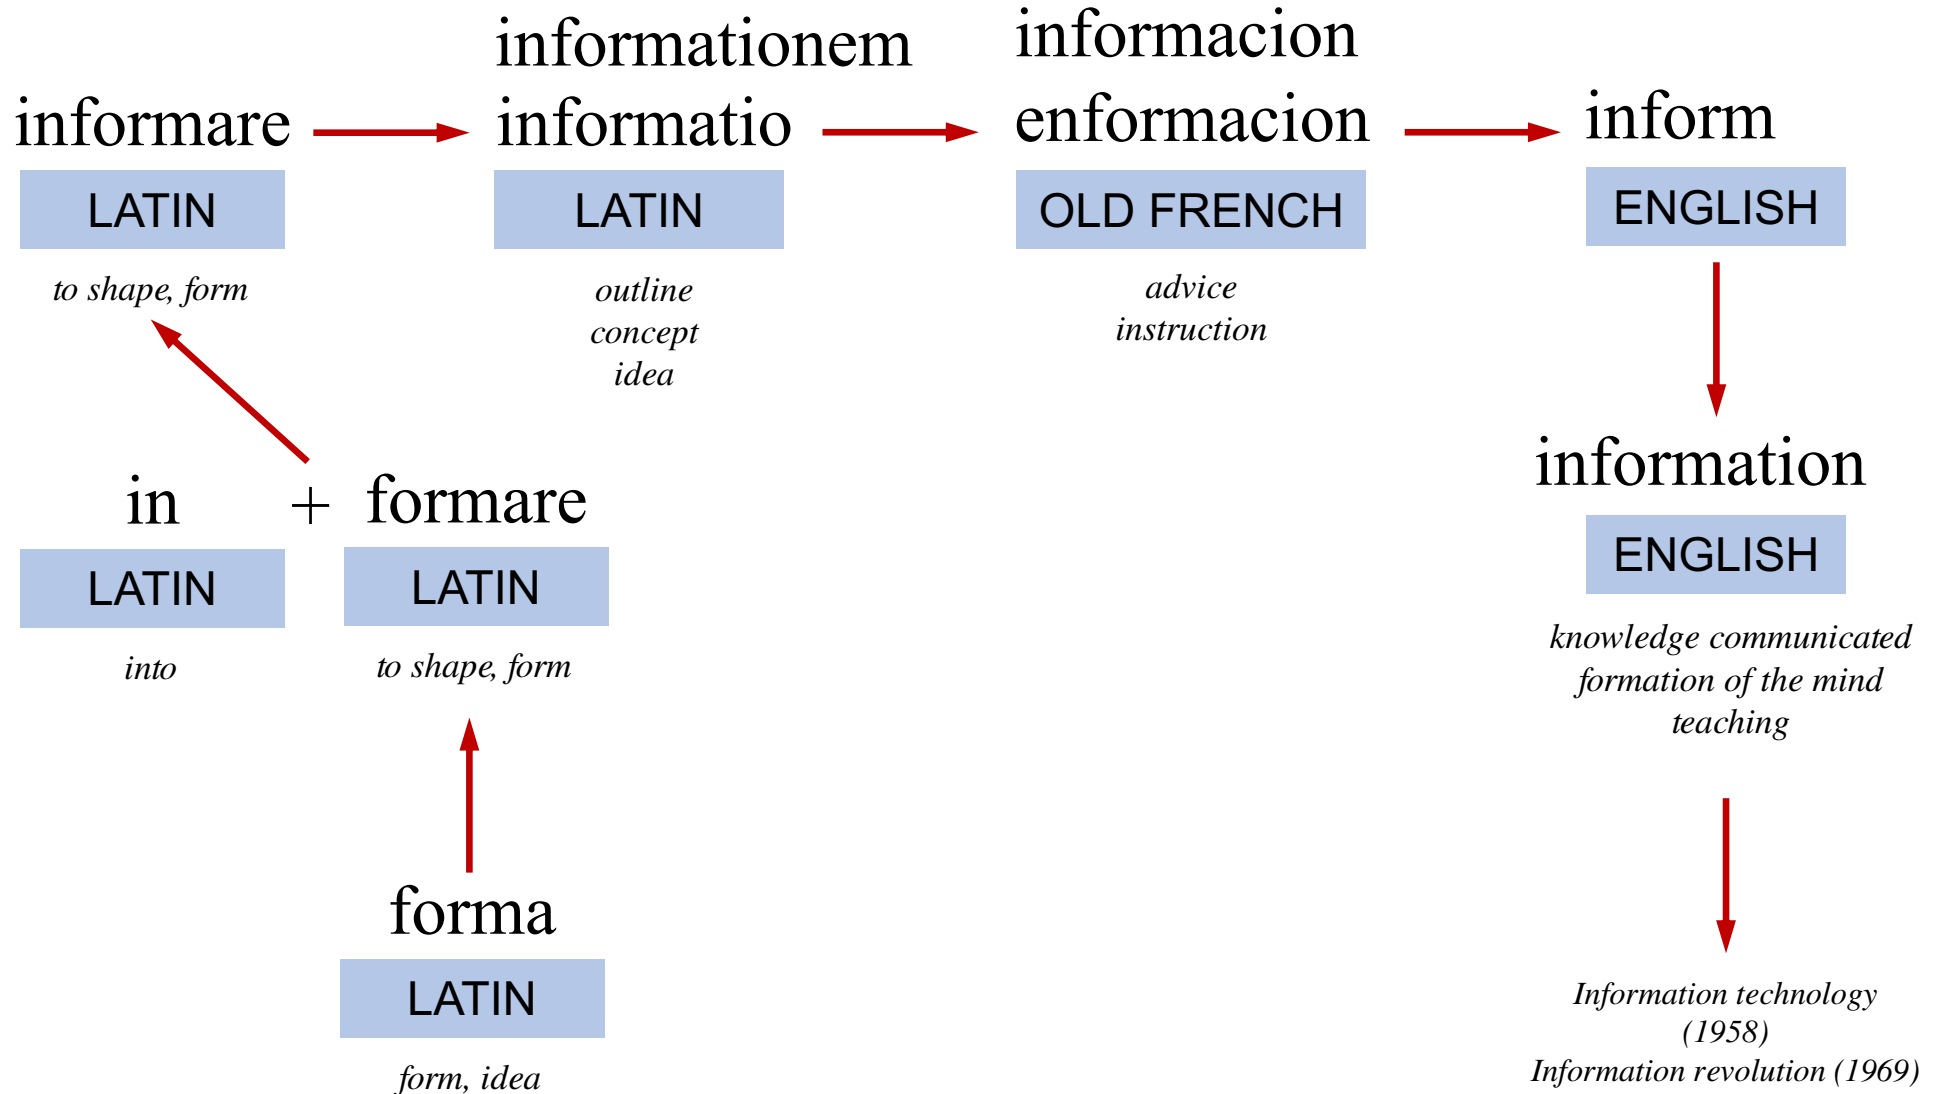 informationem
informacion
informare
informatio
enformacion
inform
LATIN
LATIN
OLD FRENCH
ENGLISH
to shape, form
outline
concept
idea
advice
instruction
in + formare
information
LATIN
LATIN
ENGLISH
into
to shape, form
knowledge communicated
formation of the mind
teaching
forma
LATIN
form, idea
Information technology
(1958)
Information revolution (1969)